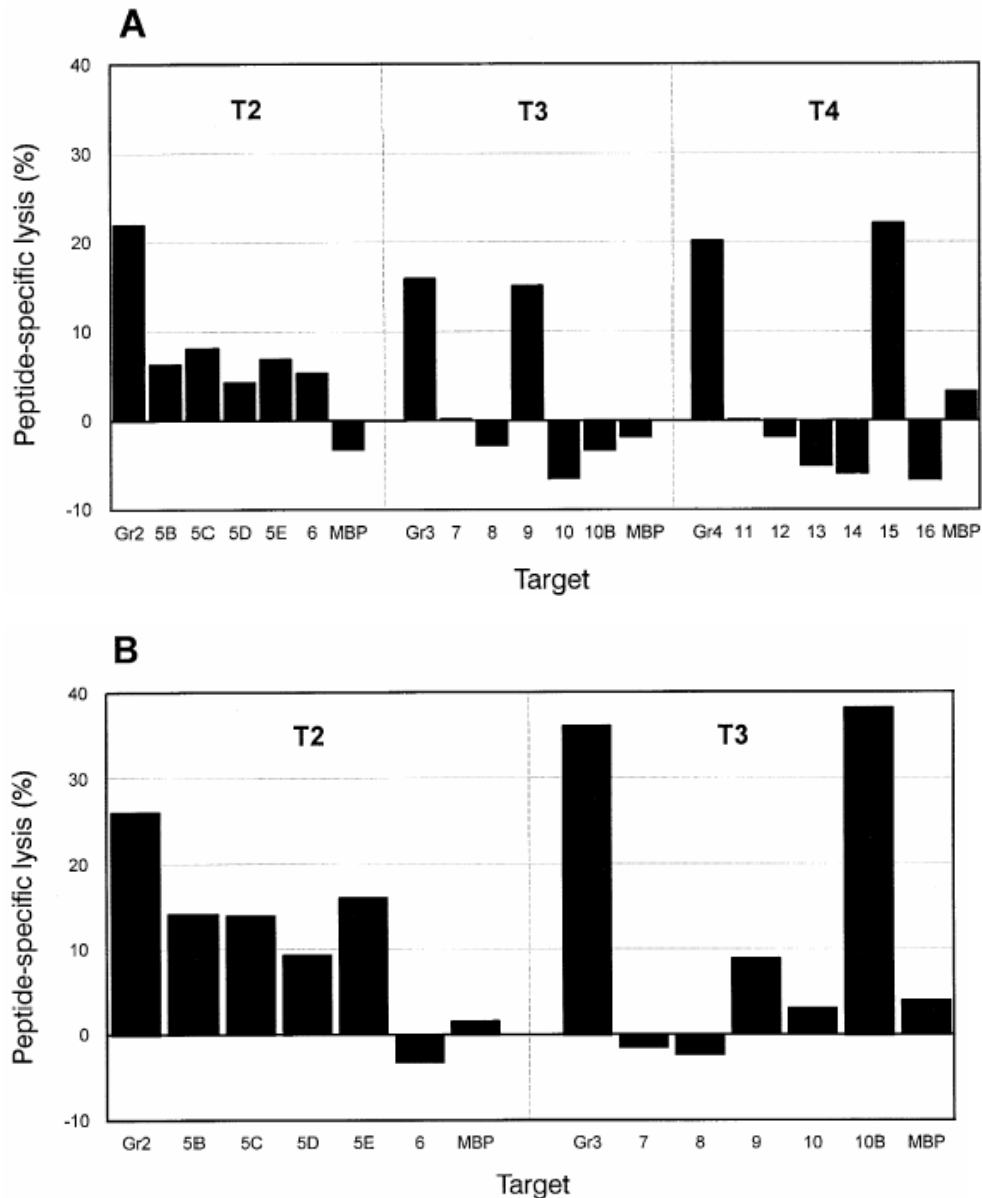 A
40
T2 T3 T4
30
20
10
0
-10
Peptide-specific lysis (%)
Gr2 5B 5C 5D 5E 6 MBP Gr3 7 8 9 10 10B MBP Gr4 11 12 13 14 15 16 MBP
Target
B
40
T2 T3
30
20
10
0
-10
Peptide-specific lysis (%)
Gr2 5B 5C 5D 5E 6 MBP Gr3 7 8 9 10 10B MBP
Target